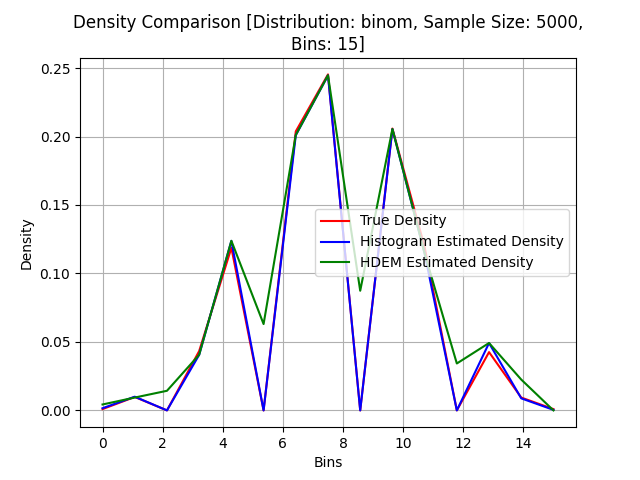 Density Comparison [Distribution: binom, Sample Size: 5000,
Bins: 15]
0.25
0.20
0.15
0.10
0.05
0.00
Density
True Density
Histogram Estimated Density
HDEM Estimated Density
0 2 4 6 8 10 12 14
Bins